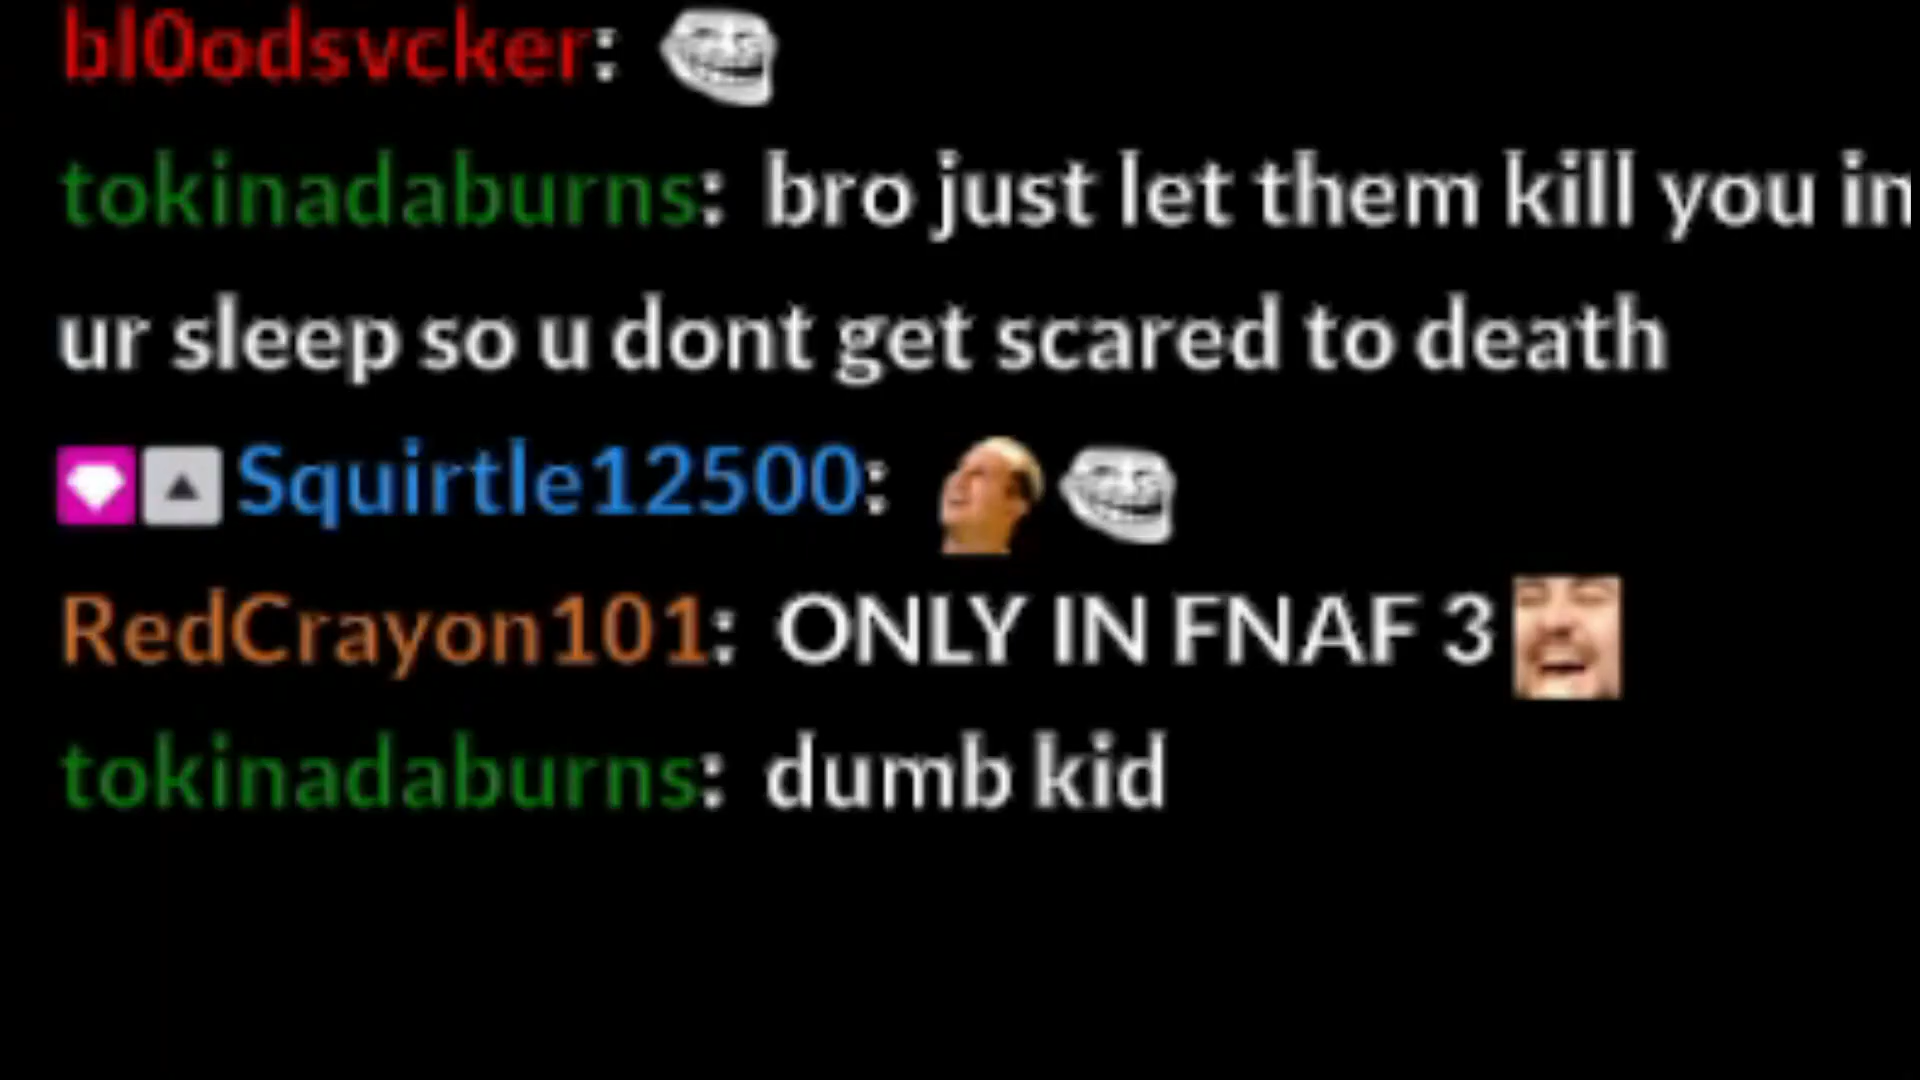 bl0odsvcker:
tokinadaburns: bro just let them kill you in
ur sleep so u dont get scared to death
Squirtle12500:
RedCrayon101: ONLY IN FNAF 3
tokinadaburns: dumb kid